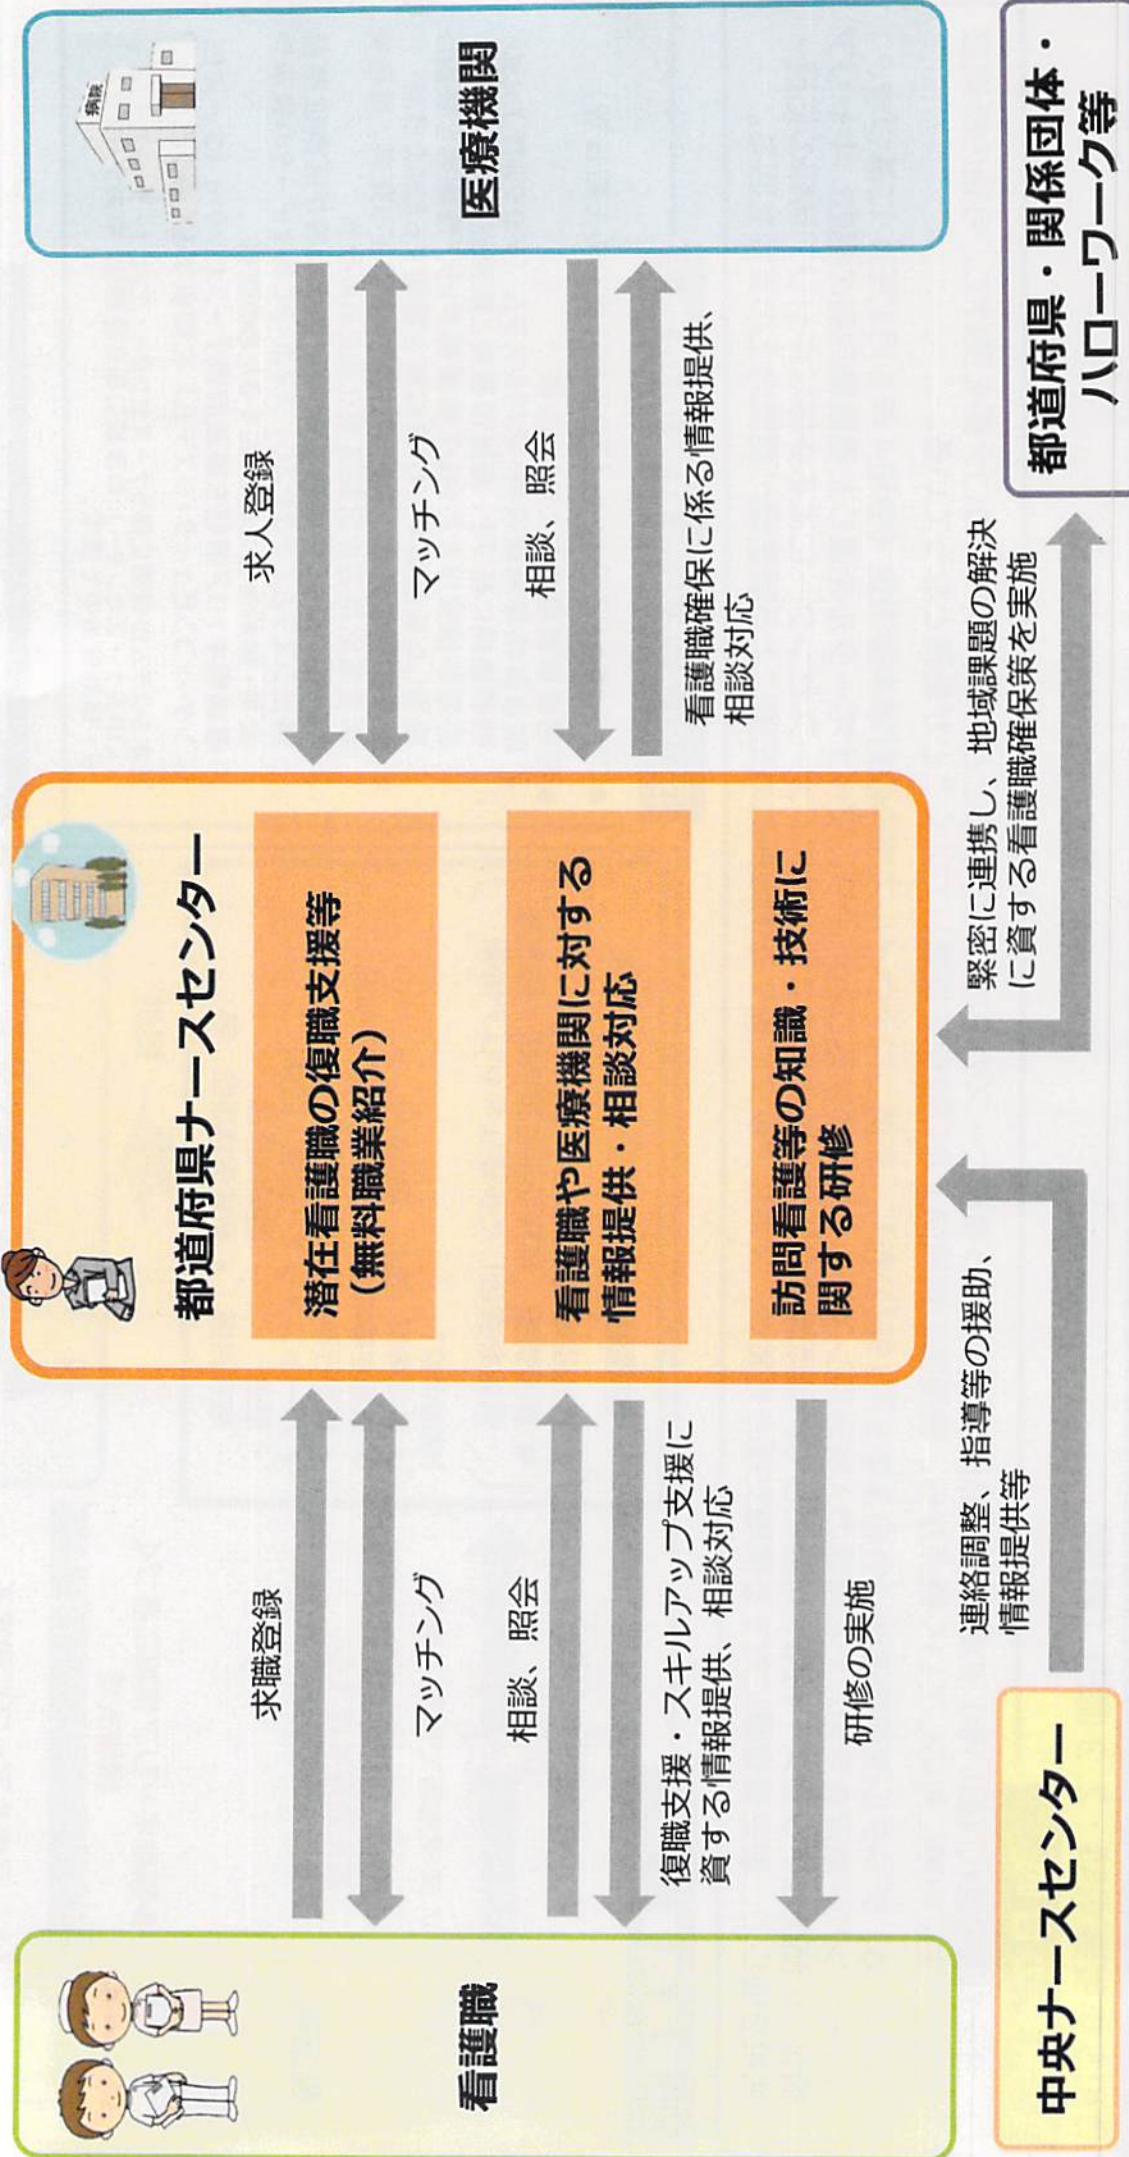 看護職
求職登録
マッチング
相談、照会
復職支援・スキルアップ支援に
資する情報提供、相談対応
研修の実施
都道府県ナースセンター
潜在看護職の復職支援等
（無料職業紹介）
看護職や医療機関に対する
情報提供・相談対応
訪問看護等の知識・技術に
関する研修
求人登録
マッチング
相談、照会
看護職確保に係る情報提供、
相談対応
病院
医療機関
中央ナースセンター
連絡調整、指導等の援助、
情報提供等
緊密に連携し、地域課題の解決
に資する看護職確保策を実施
都道府県・関係団体・
ハローワーク等